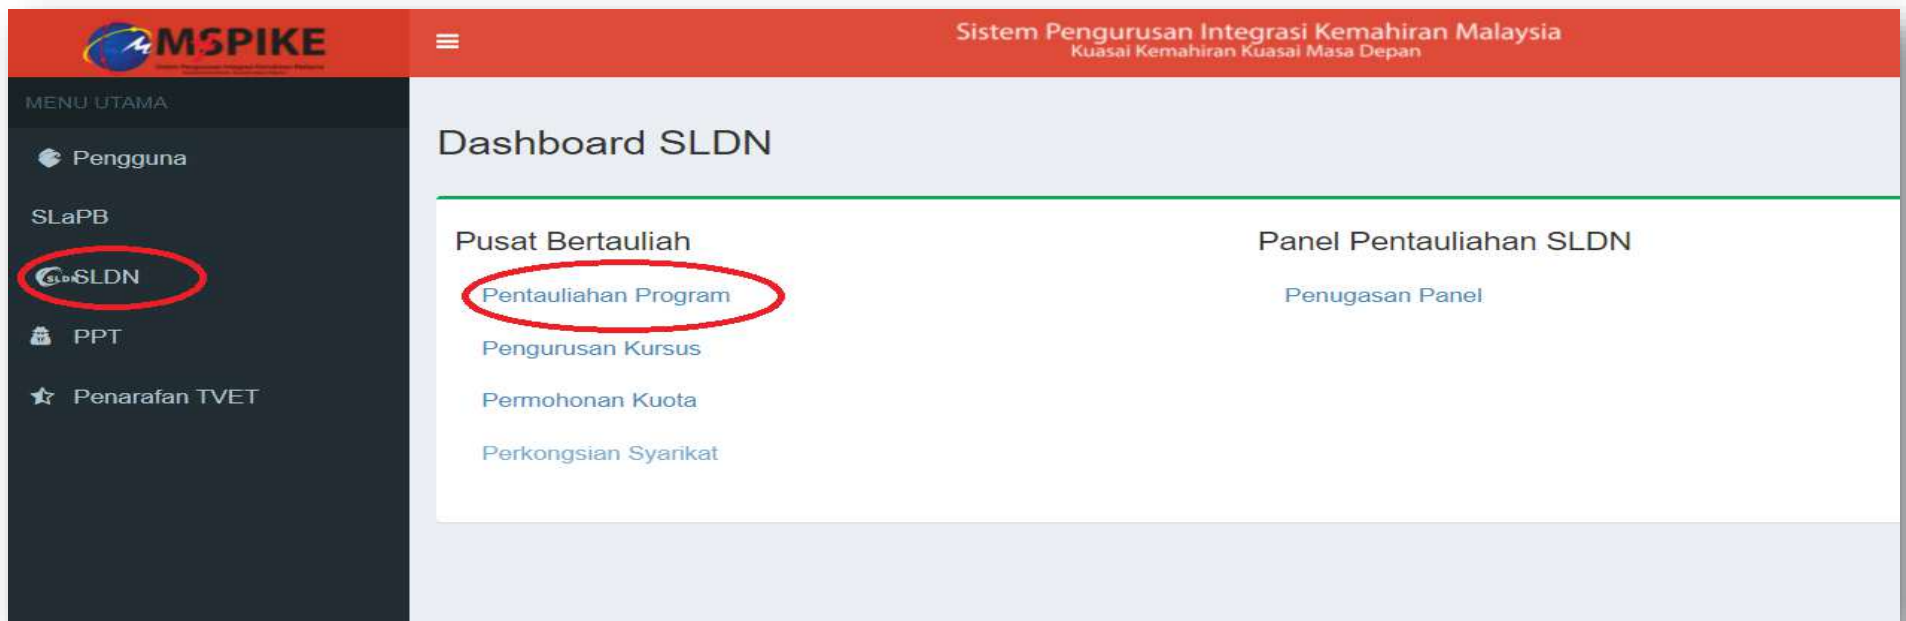 MSPIKE
Sistem Pengurusan Integrasi Kemahiran Malaysia
Kuasai Kemahiran Kuasai Masa Depan
MENU UTAMA
Pengguna
SLaPB
SLDN
PPT
Penarafan TVET
Dashboard SLDN
Pusat Bertauliah
Pentauliahan Program
Pengurusan Kursus
Permohonan Kuota
Perkongsian Syarikat
Panel Pentauliahan SLDN
Penugasan Panel